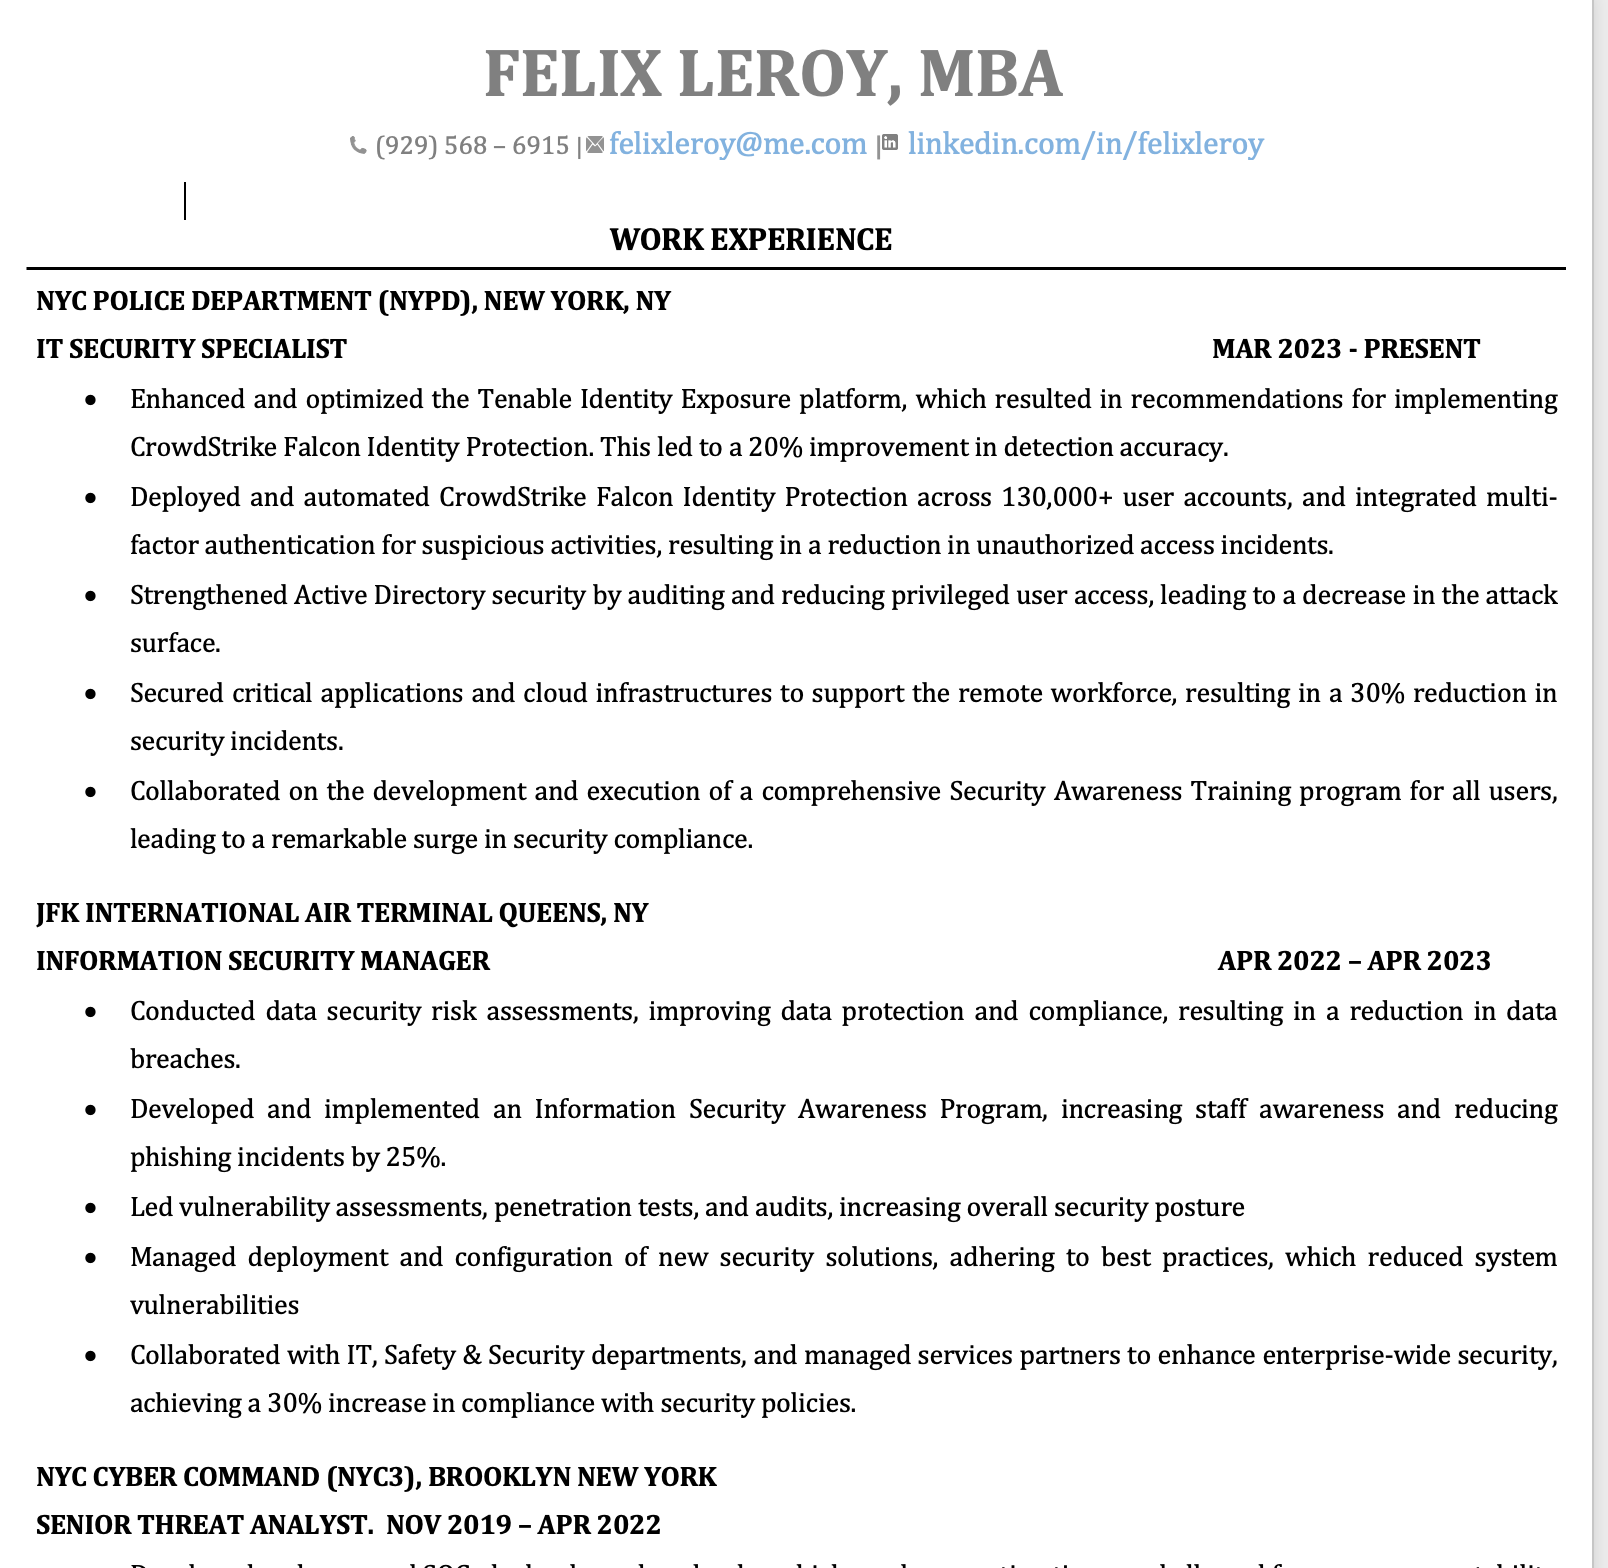 FELIX LEROY, MBA
(929) 568 – 6915 | felixleroy@me.com | linkedin.com/in/felixleroy
WORK EXPERIENCE
NYC POLICE DEPARTMENT (NYPD), NEW YORK, NY
IT SECURITY SPECIALIST MAR 2023 - PRESENT
• Enhanced and optimized the Tenable Identity Exposure platform, which resulted in recommendations for implementing
CrowdStrike Falcon Identity Protection. This led to a 20% improvement in detection accuracy.
• Deployed and automated CrowdStrike Falcon Identity Protection across 130,000+ user accounts, and integrated multi-
factor authentication for suspicious activities, resulting in a reduction in unauthorized access incidents.
• Strengthened Active Directory security by auditing and reducing privileged user access, leading to a decrease in the attack
surface.
• Secured critical applications and cloud infrastructures to support the remote workforce, resulting in a 30% reduction in
security incidents.
• Collaborated on the development and execution of a comprehensive Security Awareness Training program for all users,
leading to a remarkable surge in security compliance.
JFK INTERNATIONAL AIR TERMINAL QUEENS, NY
INFORMATION SECURITY MANAGER APR 2022 – APR 2023
• Conducted data security risk assessments, improving data protection and compliance, resulting in a reduction in data
breaches.
• Developed and implemented an Information Security Awareness Program, increasing staff awareness and reducing
phishing incidents by 25%.
• Led vulnerability assessments, penetration tests, and audits, increasing overall security posture
• Managed deployment and configuration of new security solutions, adhering to best practices, which reduced system
vulnerabilities
• Collaborated with IT, Safety & Security departments, and managed services partners to enhance enterprise-wide security,
achieving a 30% increase in compliance with security policies.
NYC CYBER COMMAND (NYC3), BROOKLYN NEW YORK
SENIOR THREAT ANALYST. NOV 2019 – APR 2022